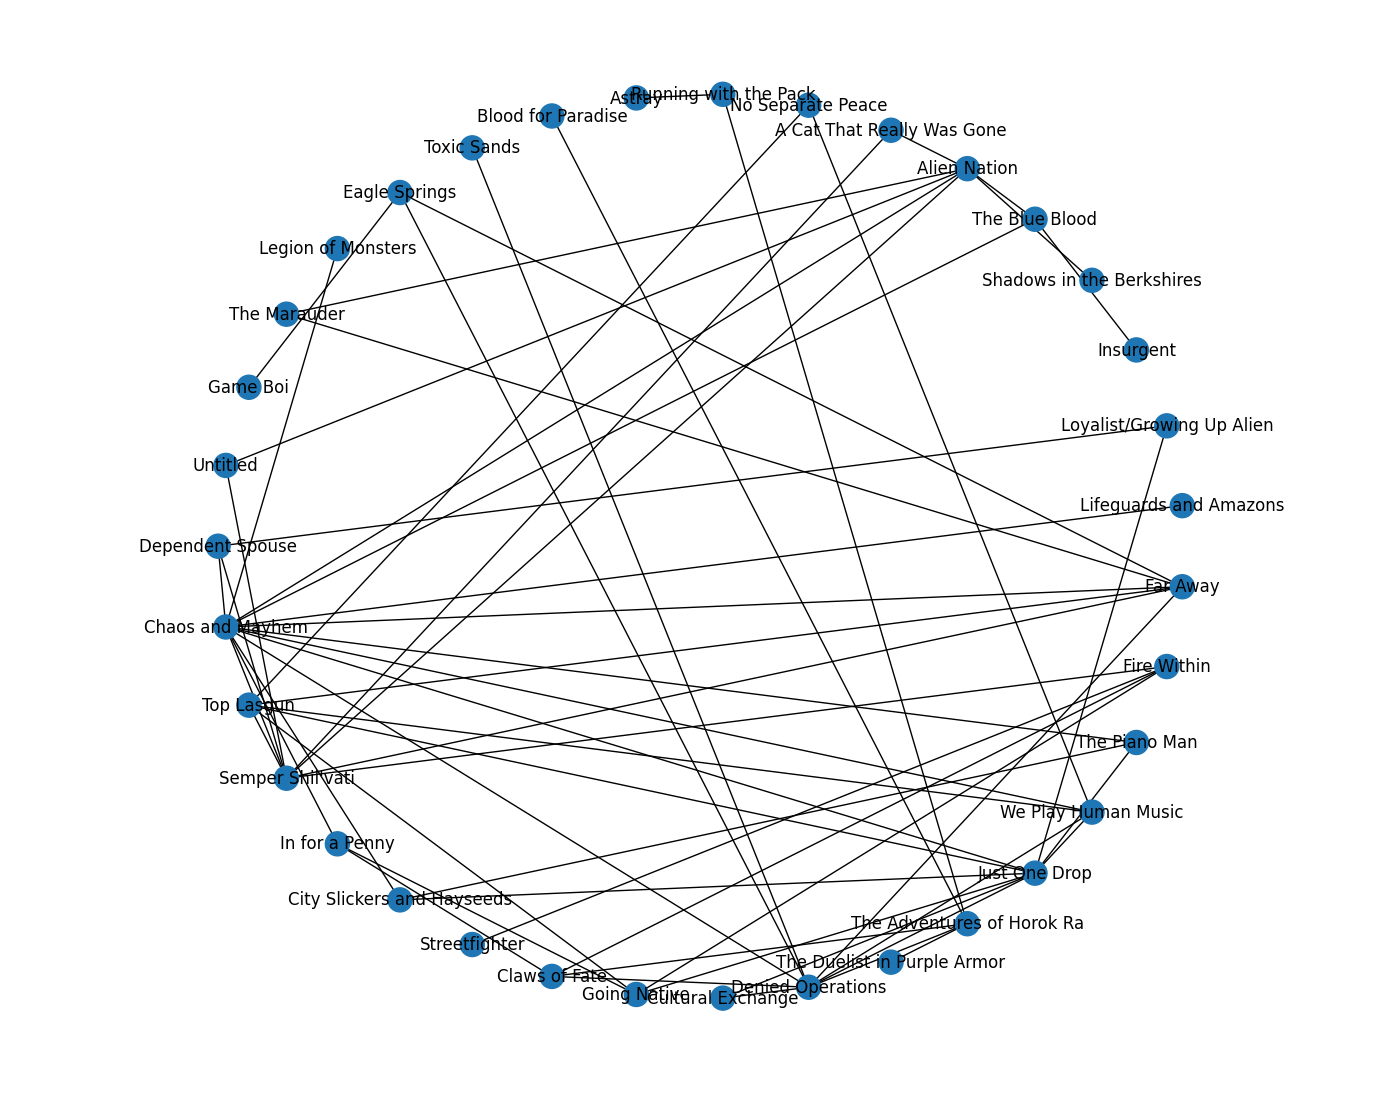 Running with the Pack
Astray
No Separate Peace
Blood for Paradise
A Cat That Really Was Gone
Toxic Sands
Alien Nation
Eagle Springs
The Blue Blood
Legion of Monsters
Shadows in the Berkshires
The Marauder
Insurgent
Game Boi
Loyalist/Growing Up Alien
Untitled
Lifeguards and Amazons
Dependent Spouse
Far Away
Chaos and Mayhem
Fire Within
Top Lasgun
The Piano Man
Semper Shil'vati
We Play Human Music
In for a Penny
Just One Drop
City Slickers and Hayseeds
The Adventures of Horok Ra
Streetfighter
The Duelist in Purple Armor
Claws of Fate
Denied Operations
Going Native
Cultural Exchange